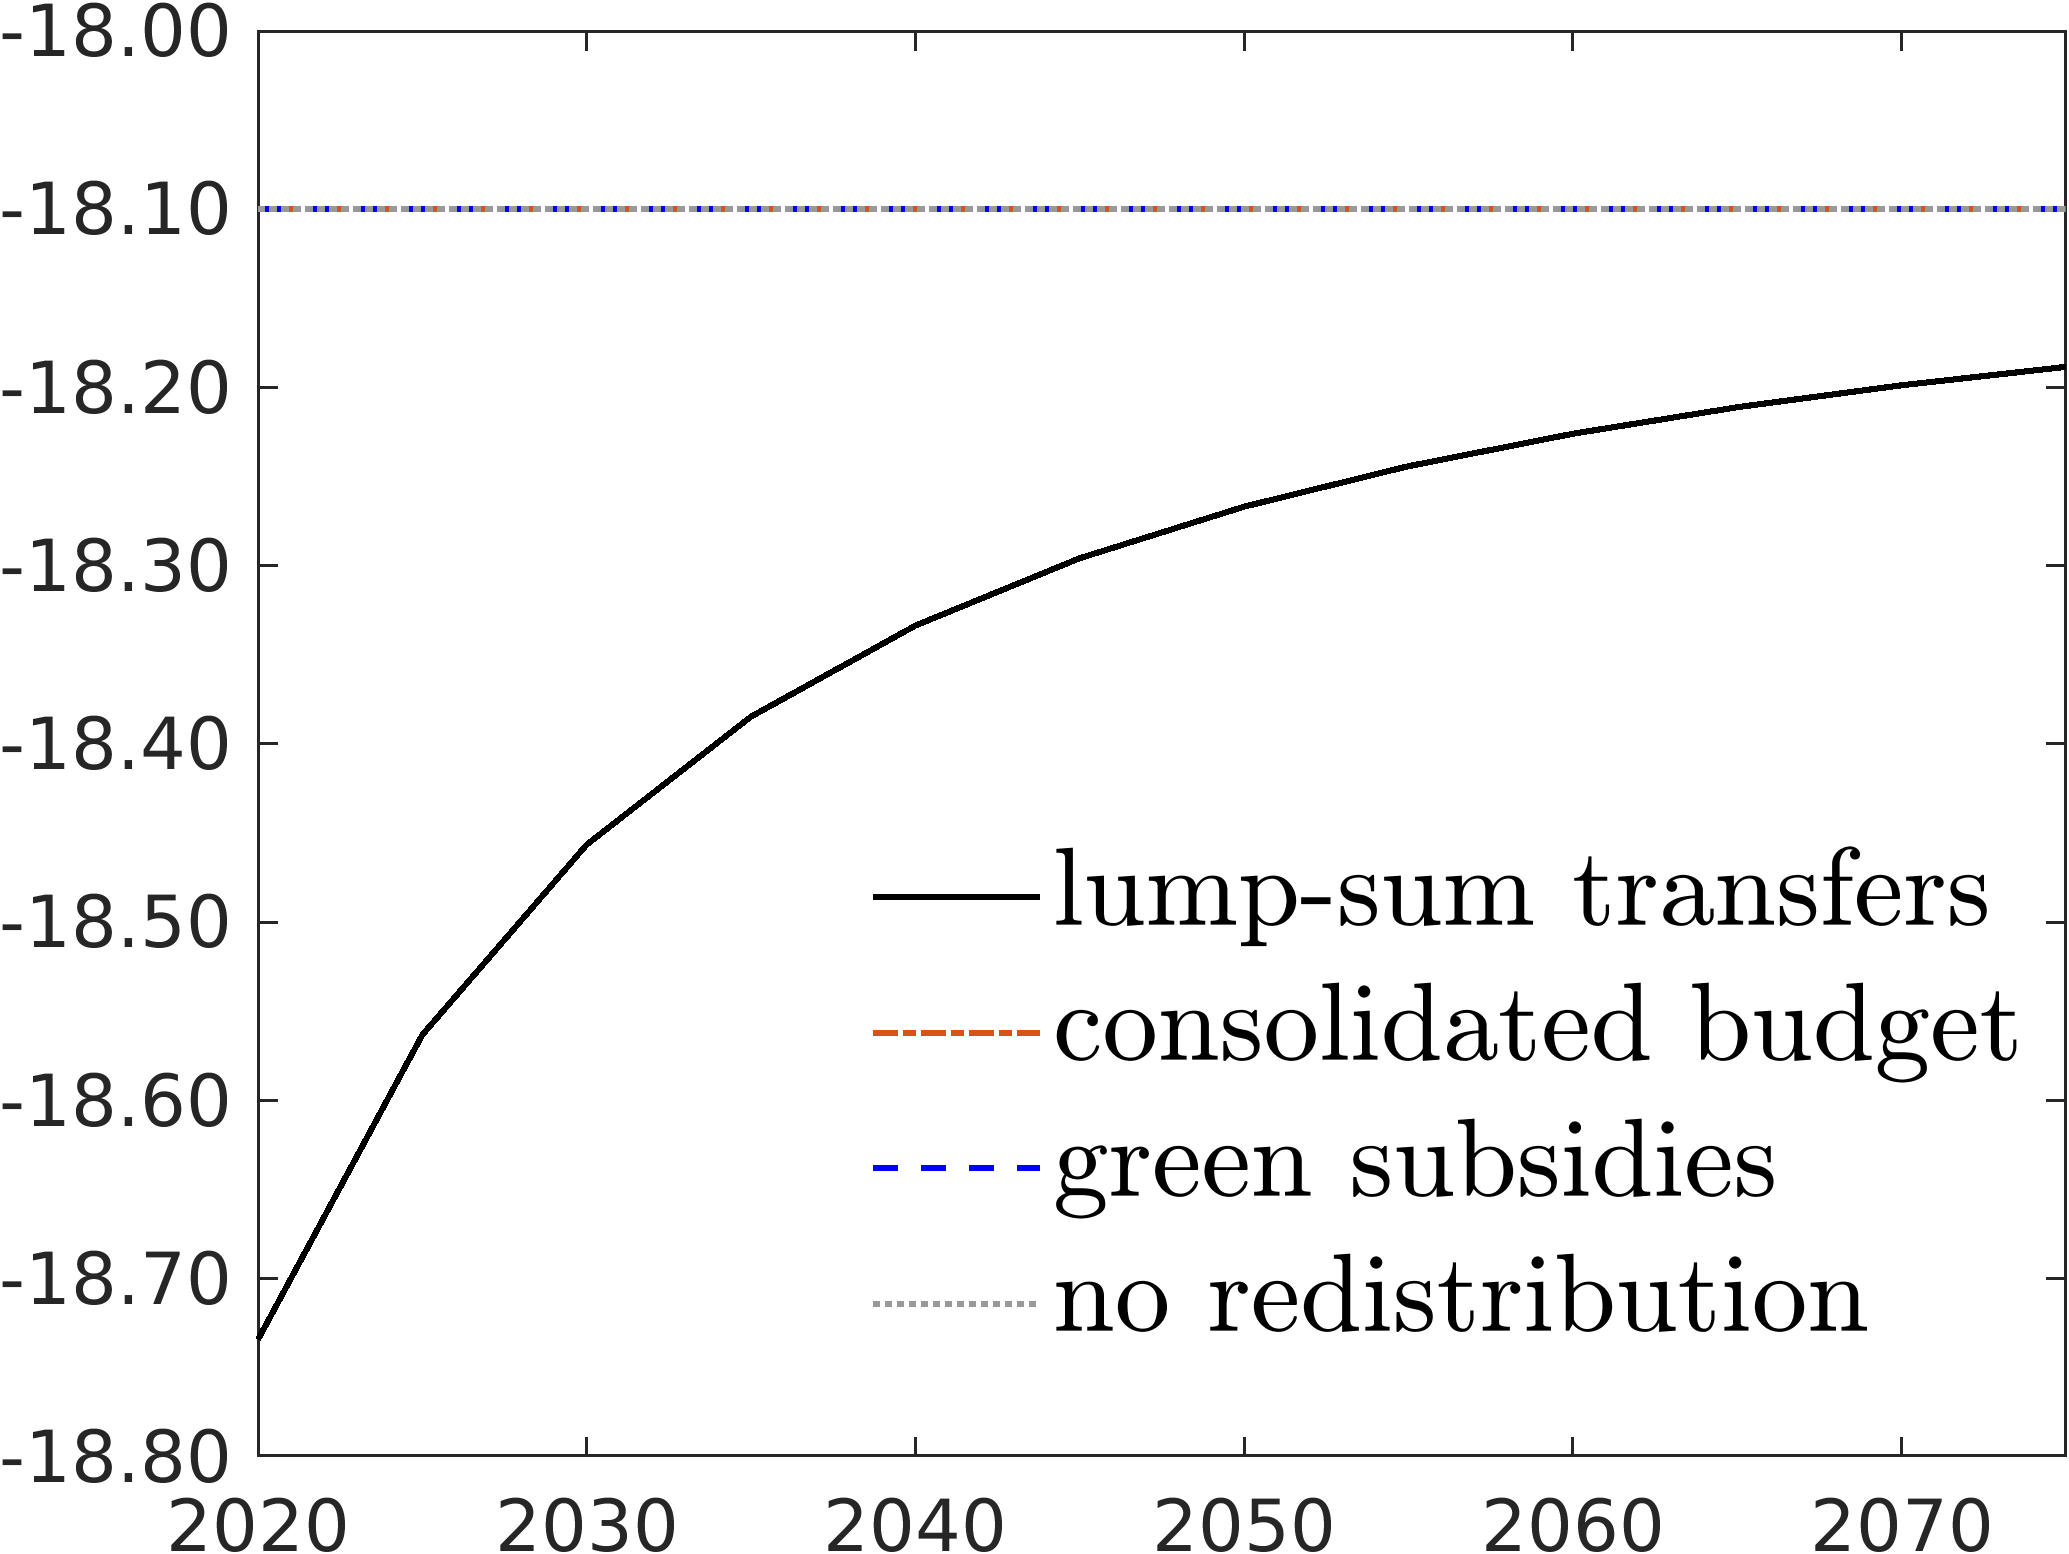 -18.00
-18.10
-18.20
-18.30
-18.40
-18.50
-18.60
-18.70
-18.80
2020 2030 2040 2050 2060 2070
lump-sum transfers
consolidated budget
green subsidies
no redistribution